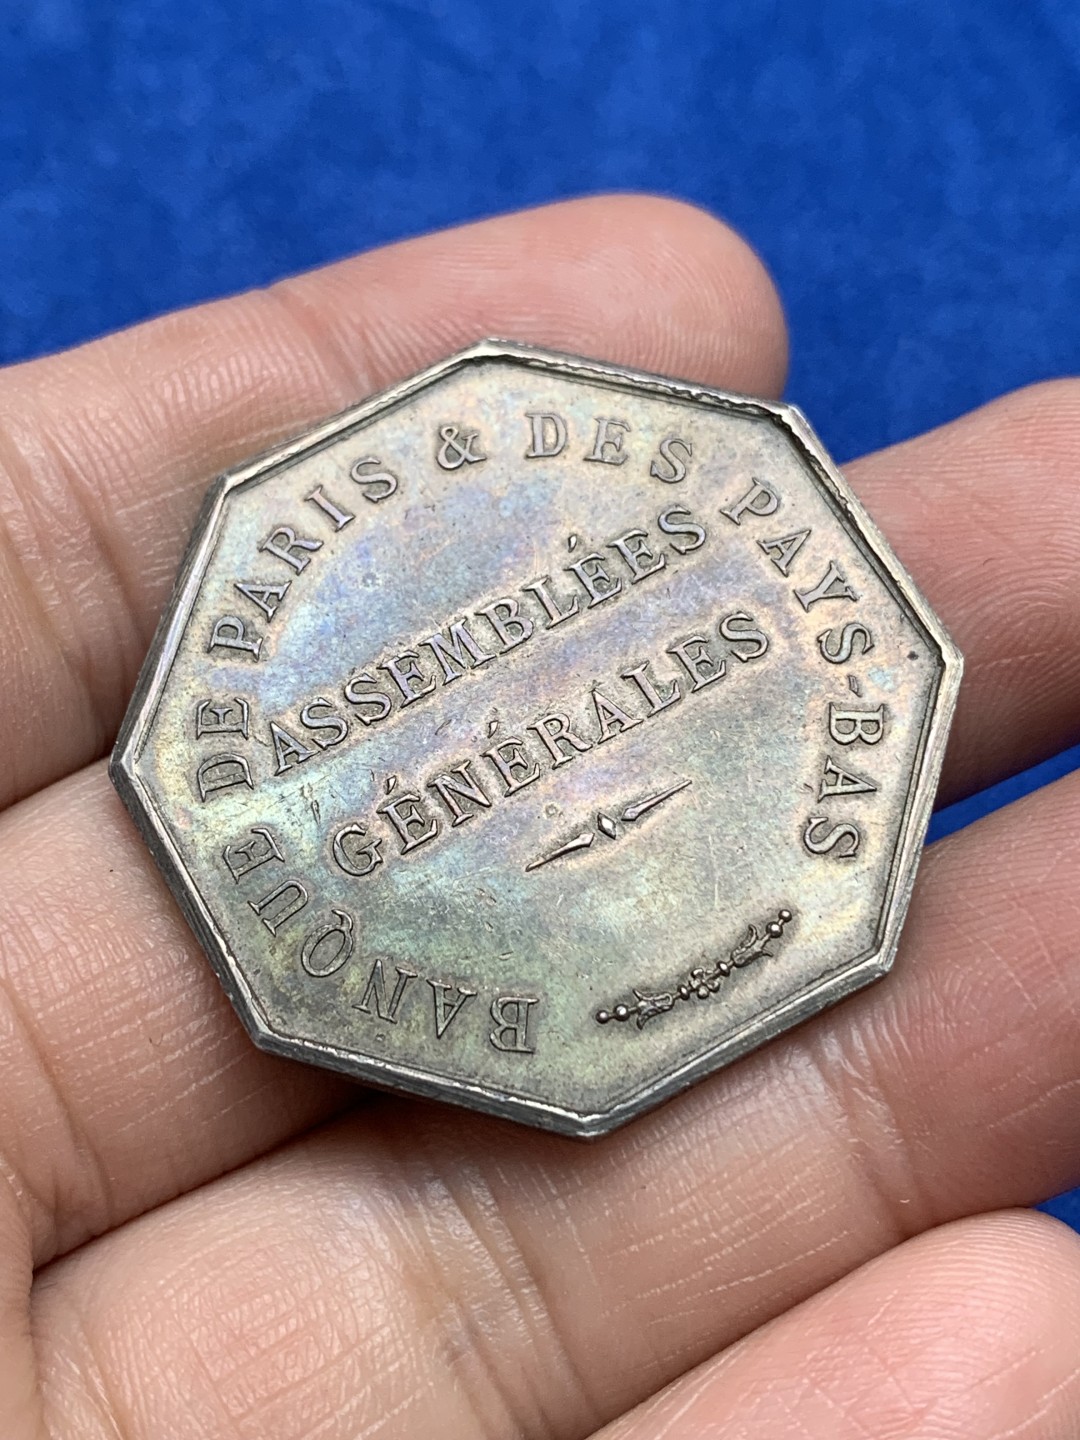 BANQUE DE PARIS & DES PAYS-BAS
ASSEMBLÉES
GÉNÉRALES